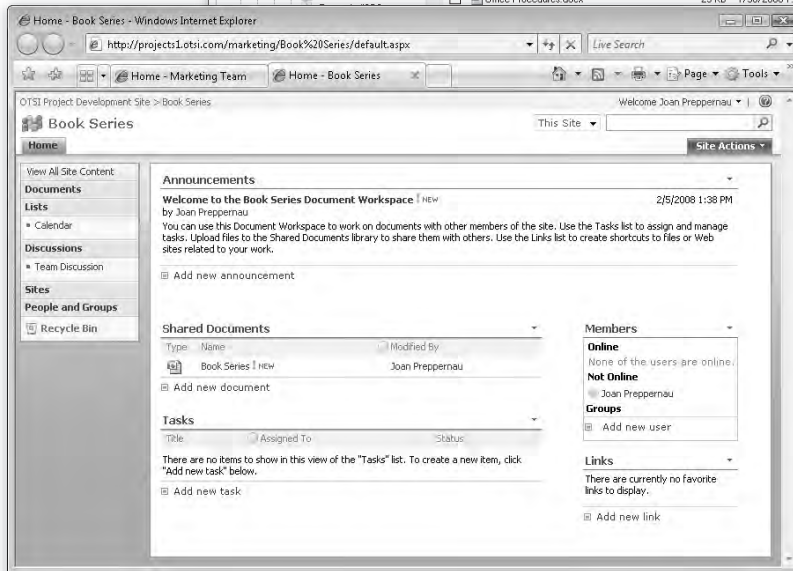 Office Procedures.docx
Home - Book Series - Windows Internet Explorer
http://projects1.otsi.com/marketing/Book%20Series/default.aspx
Live Search
Home - Marketing Team
Home - Book Series
Page
Tools
OTSI Project Development Site > Book Series
Welcome Joan Preppernau
Book Series
This Site
Home
Site Actions
View All Site Content
Documents
Lists
Calendar
Discussions
Team Discussion
Sites
People and Groups
Recycle Bin
Announcements
Welcome to the Book Series Document Workspace ! NEW 2/5/2008 1:38 PM
by Joan Preppernau
You can use this Document Workspace to work on documents with other members of the site. Use the Tasks list to assign and manage
tasks. Upload files to the Shared Documents library to share them with others. Use the Links list to create shortcuts to files or Web
sites related to your work.
Add new announcement
Shared Documents
Type Name Modified By
Book Series ! NEW Joan Preppernau
Add new document
Tasks
Title Assigned To Status
There are no items to show in this view of the "Tasks" list. To create a new item, click
"Add new task" below.
Add new task
Members
Online
None of the users are online.
Not Online
Joan Preppernau
Groups
Add new user
Links
There are currently no favorite
links to display.
Add new link